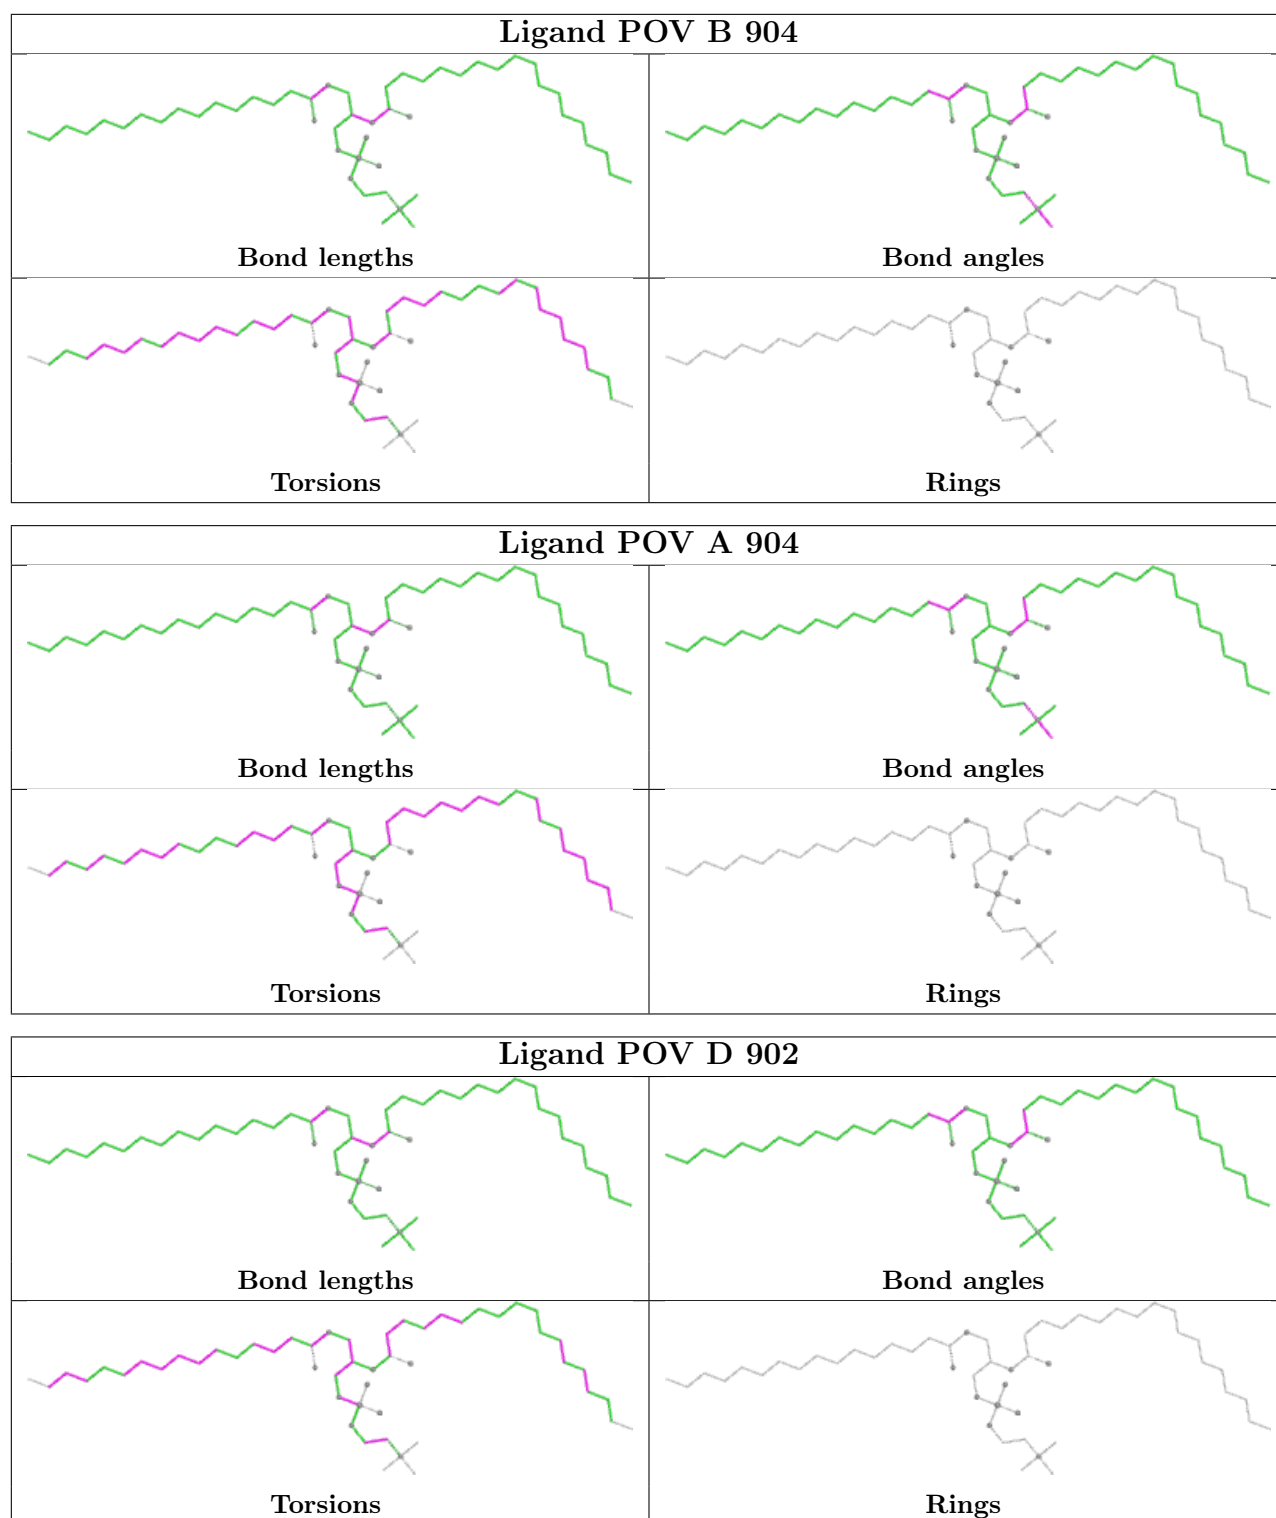 Ligand POV B 904
Bond lengths
Bond angles
Torsions
Rings
Ligand POV A 904
Bond lengths
Bond angles
Torsions
Rings
Ligand POV D 902
Bond lengths
Bond angles
Torsions
Rings